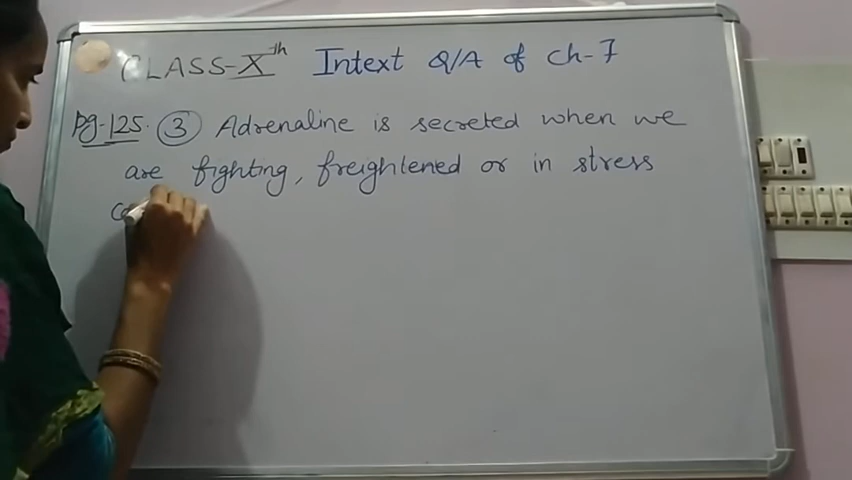 CLASS-Xth Intext Q/A of Ch-7
Pg-125. 3 Adrenaline is secreted when we
are fighting, freightened or in stress